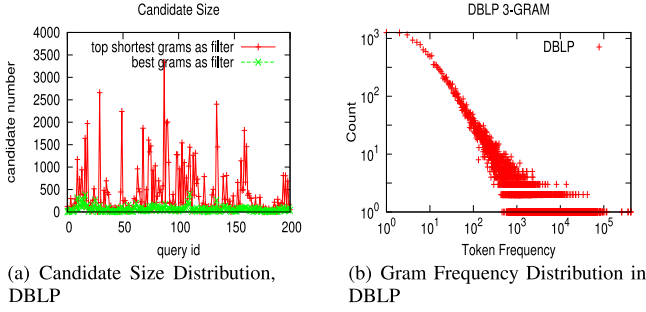 Candidate Size
top shortest grams as filter
best grams as filter
candidate number
4000
3500
3000
2500
2000
1500
1000
500
0
0 50 100 150 200
query id
(a) Candidate Size Distribution,
DBLP
DBLP 3-GRAM
DBLP
Count
10^3
10^2
10^1
10^0
10^0 10^1 10^2 10^3 10^4 10^5
Token Frequency
(b) Gram Frequency Distribution in
DBLP